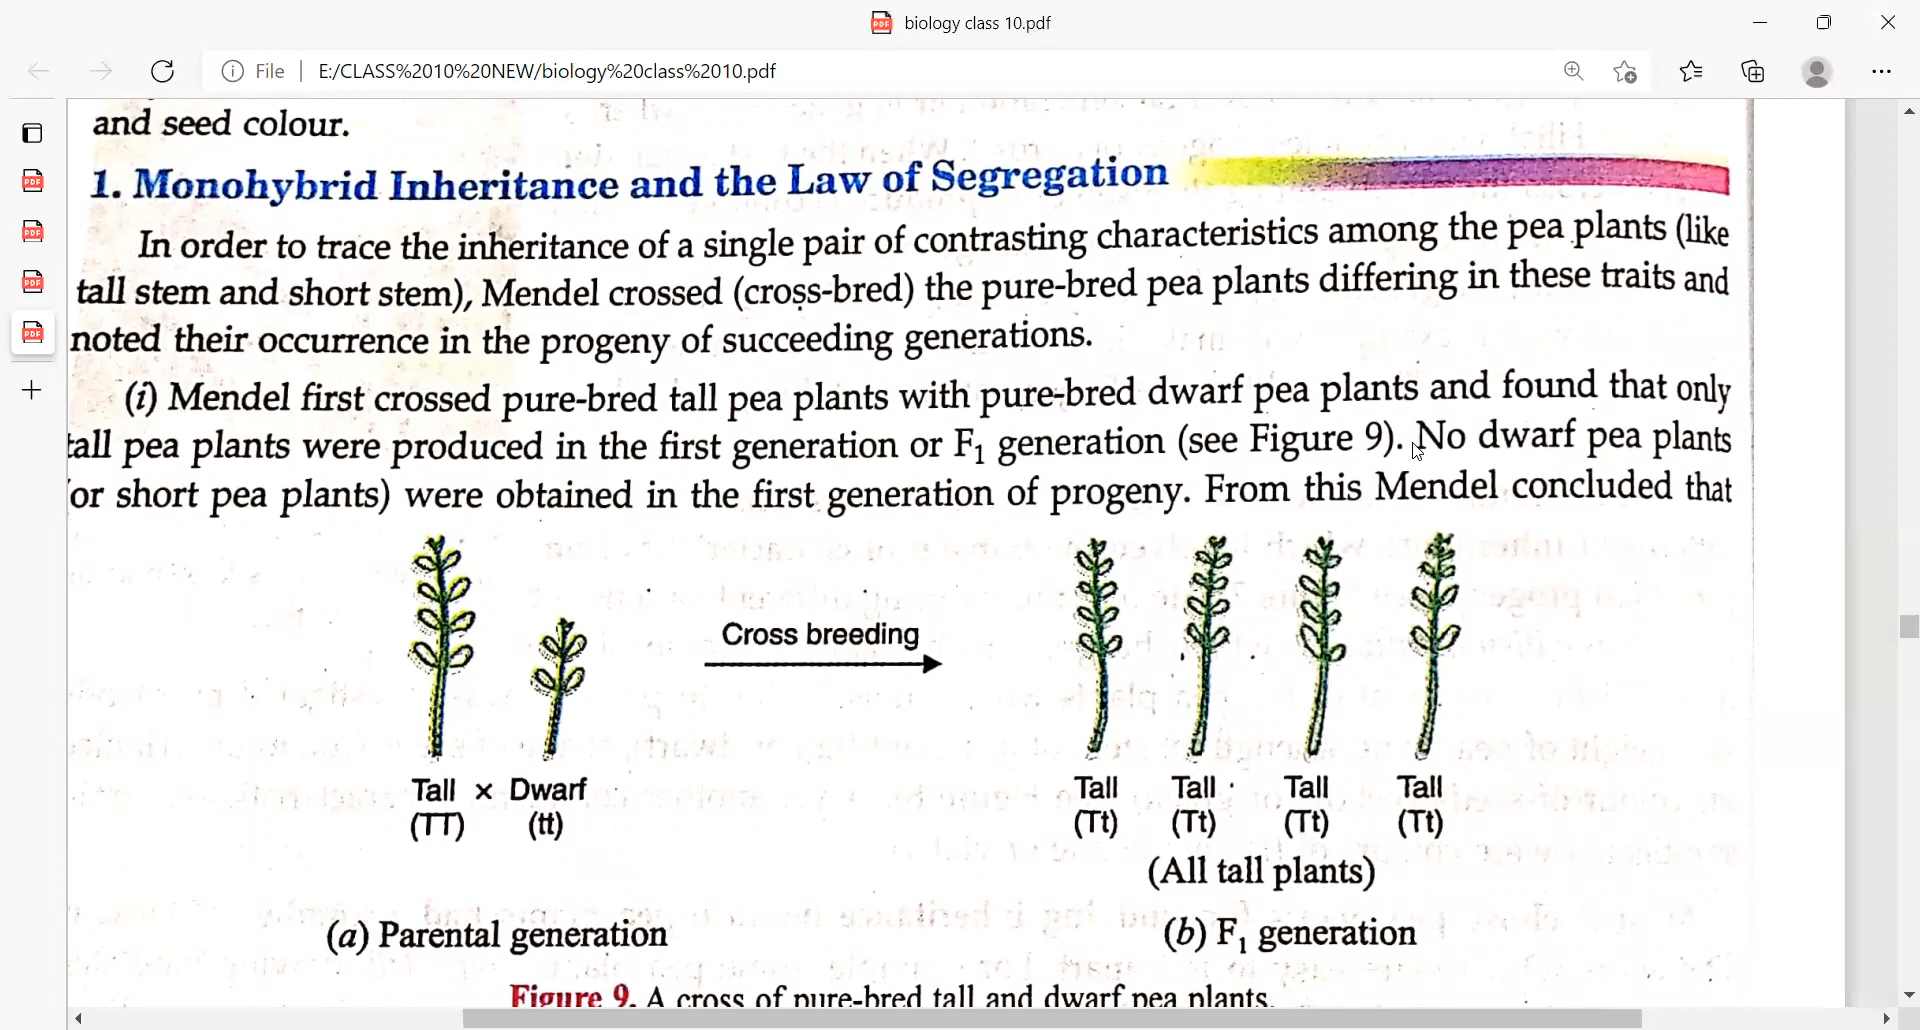 biology class 10.pdf
File | E:/CLASS%2010%20NEW/biology%20class%2010.pdf
and seed colour.
1. Monohybrid Inheritance and the Law of Segregation
In order to trace the inheritance of a single pair of contrasting characteristics among the pea plants (like
tall stem and short stem), Mendel crossed (cross-bred) the pure-bred pea plants differing in these traits and
noted their occurrence in the progeny of succeeding generations.
(i) Mendel first crossed pure-bred tall pea plants with pure-bred dwarf pea plants and found that only
tall pea plants were produced in the first generation or F₁ generation (see Figure 9). No dwarf pea plants
or short pea plants) were obtained in the first generation of progeny. From this Mendel concluded that
Cross breeding
Tall × Dwarf
(TT) (tt)
Tall Tall Tall Tall
(Tt) (Tt) (Tt) (Tt)
(All tall plants)
(a) Parental generation
(b) F₁ generation
Figure 9. A cross of pure-bred tall and dwarf pea plants.